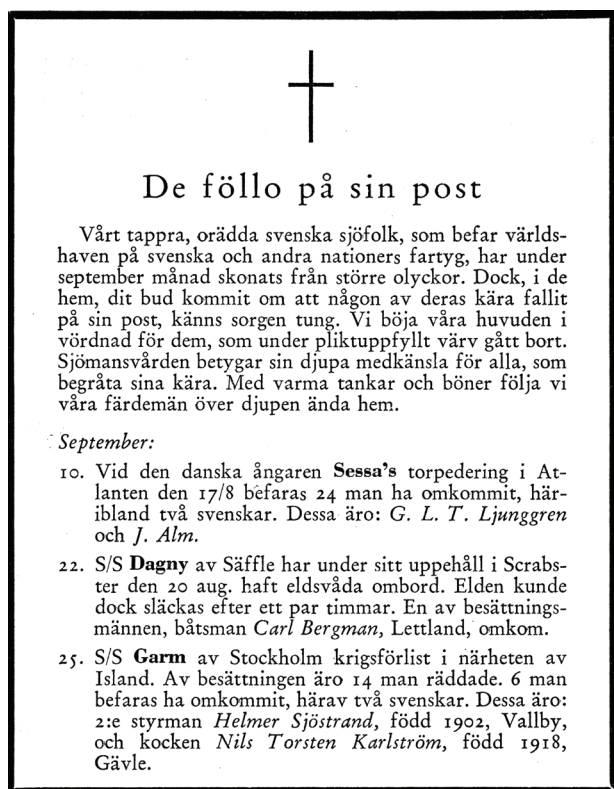 De föllo på sin post
Vårt tappra, orädda svenska sjöfolk, som befar världs-
haven på svenska och andra nationers fartyg, har under
september månad skonats från större olyckor. Dock, i de
hem, dit bud kommit om att någon av deras kära fallit
på sin post, känns sorgen tung. Vi böja våra huvuden i
vördnad för dem, som under pliktuppfyllt värv gått bort.
Sjömansvården betygar sin djupa medkänsla för alla, som
begråta sina kära. Med varma tankar och böner följa vi
våra färdemän över djupen ända hem.
September:
10. Vid den danska ångaren Sessa's torpedering i At-
lanten den 17/8 befaras 24 man ha omkommit, här-
ibland två svenskar. Dessa äro: G. L. T. Ljunggren
och J. Alm.
22. S/S Dagny av Säffle har under sitt uppehåll i Scrabs-
ter den 20 aug. haft eldsvåda ombord. Elden kunde
dock släckas efter ett par timmar. En av besättnings-
männen, båtsman Carl Bergman, Lettland, omkom.
25. S/S Garm av Stockholm krigsförlist i närheten av
Island. Av besättningen äro 14 man räddade. 6 man
befaras ha omkommit, härav två svenskar. Dessa äro:
2:e styrman Helmer Sjöstrand, född 1902, Vallby,
och kocken Nils Torsten Karlström, född 1918,
Gävle.